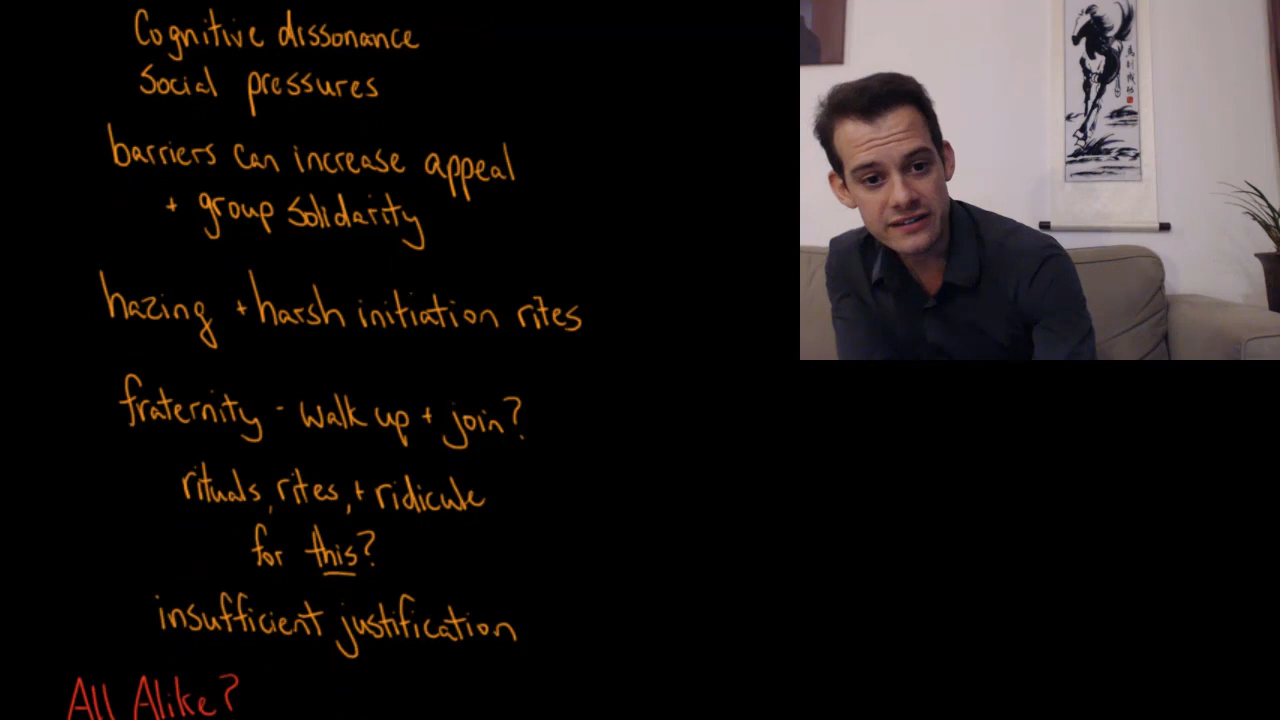 Cognitive dissonance
Social pressures
barriers can increase appeal
+ group solidarity
hazing + harsh initiation rites
fraternity - walk up + join?
rituals, rites, + ridicule
for this?
insufficient justification
All Alike?